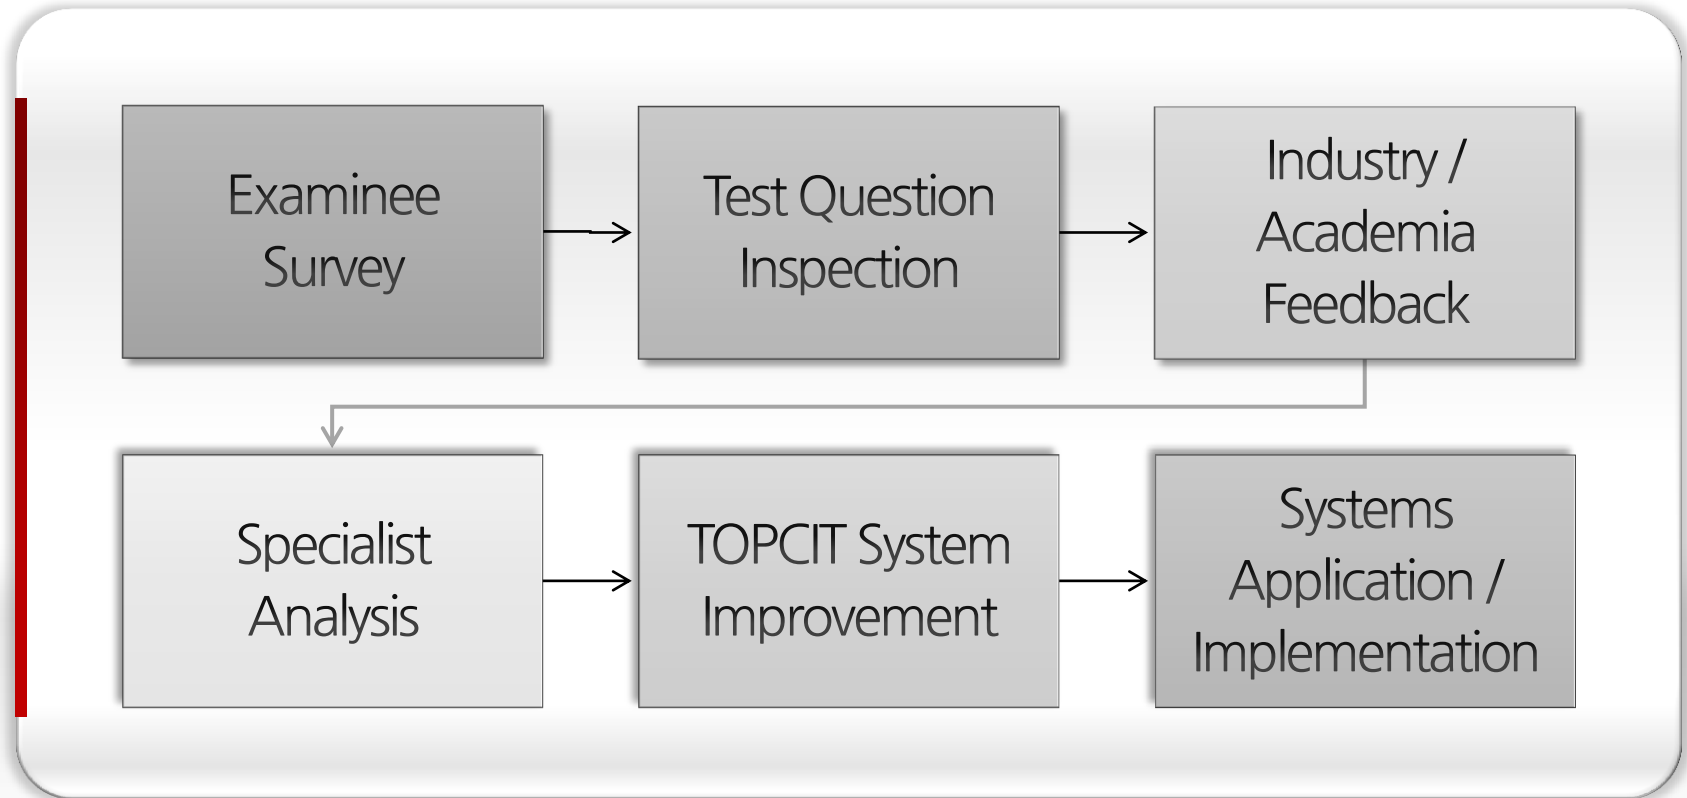 Examinee
Survey
Test Question
Inspection
Industry /
Academia
Feedback
Specialist
Analysis
TOPCIT System
Improvement
Systems
Application /
Implementation